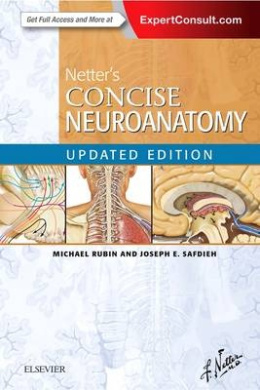 Get Full Access and More at
ExpertConsult.com
Netter's
CONCISE
NEUROANATOMY
UPDATED EDITION
MICHAEL RUBIN AND JOSEPH E. SAFDIEH
ELSEVIER
F. Netter
M.D.